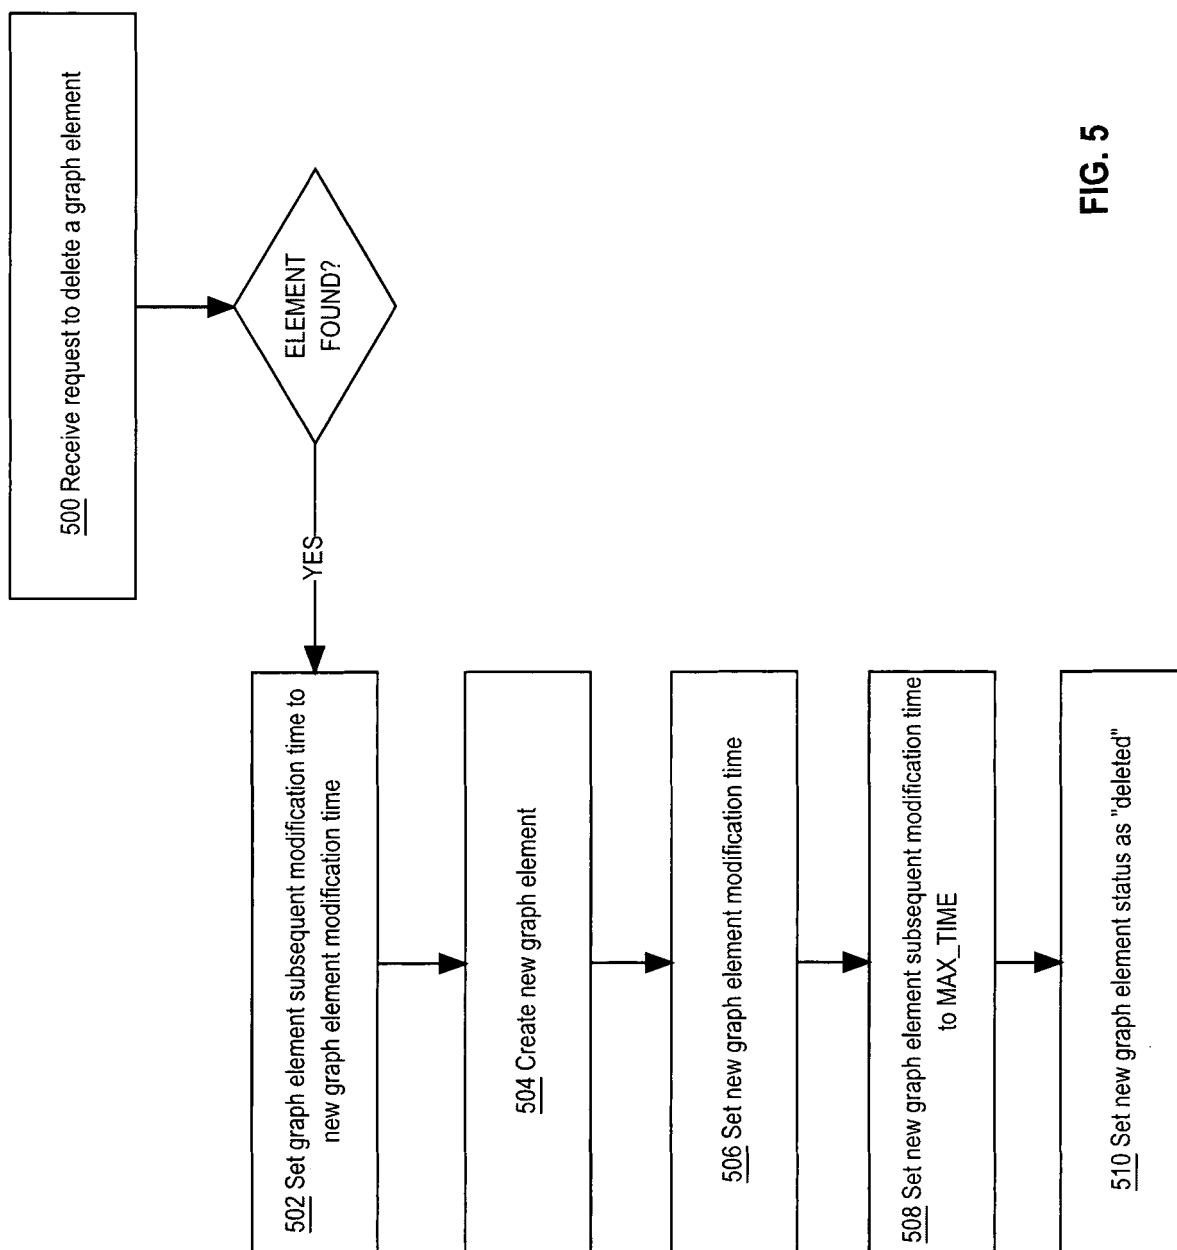 500 Receive request to delete a graph element
ELEMENT
FOUND?
YES
502 Set graph element subsequent modification time to
new graph element modification time
504 Create new graph element
506 Set new graph element modification time
508 Set new graph element subsequent modification time
to MAX_TIME
510 Set new graph element status as "deleted"
FIG. 5